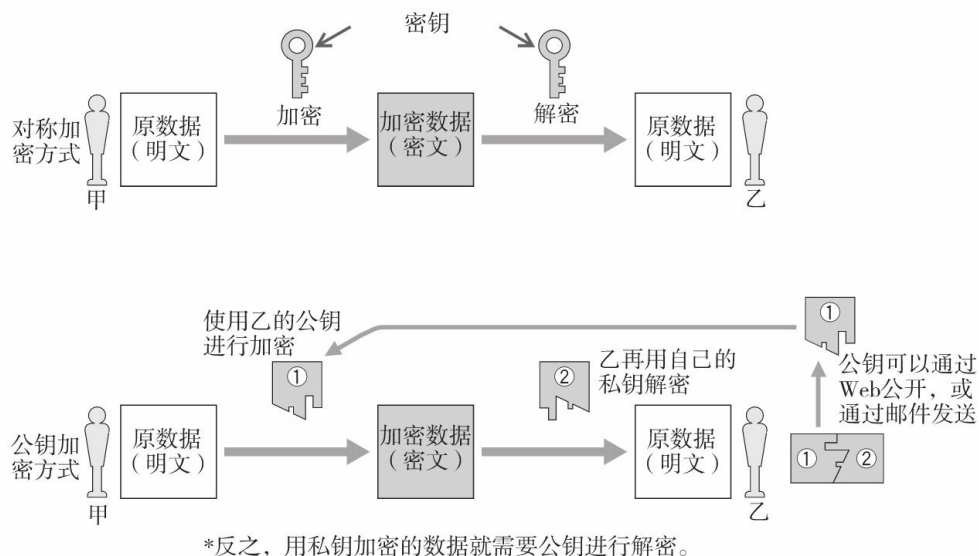 密钥
加密
解密
对称加
密方式
甲
原数据
（明文）
加密数据
（密文）
原数据
（明文）
乙
使用乙的公钥
进行加密
①
②
乙再用自己的
私钥解密
①
公钥可以通过
Web公开，或
通过邮件发送
公钥加
密方式
甲
原数据
（明文）
加密数据
（密文）
原数据
（明文）
乙
① ②
*反之，用私钥加密的数据就需要公钥进行解密。